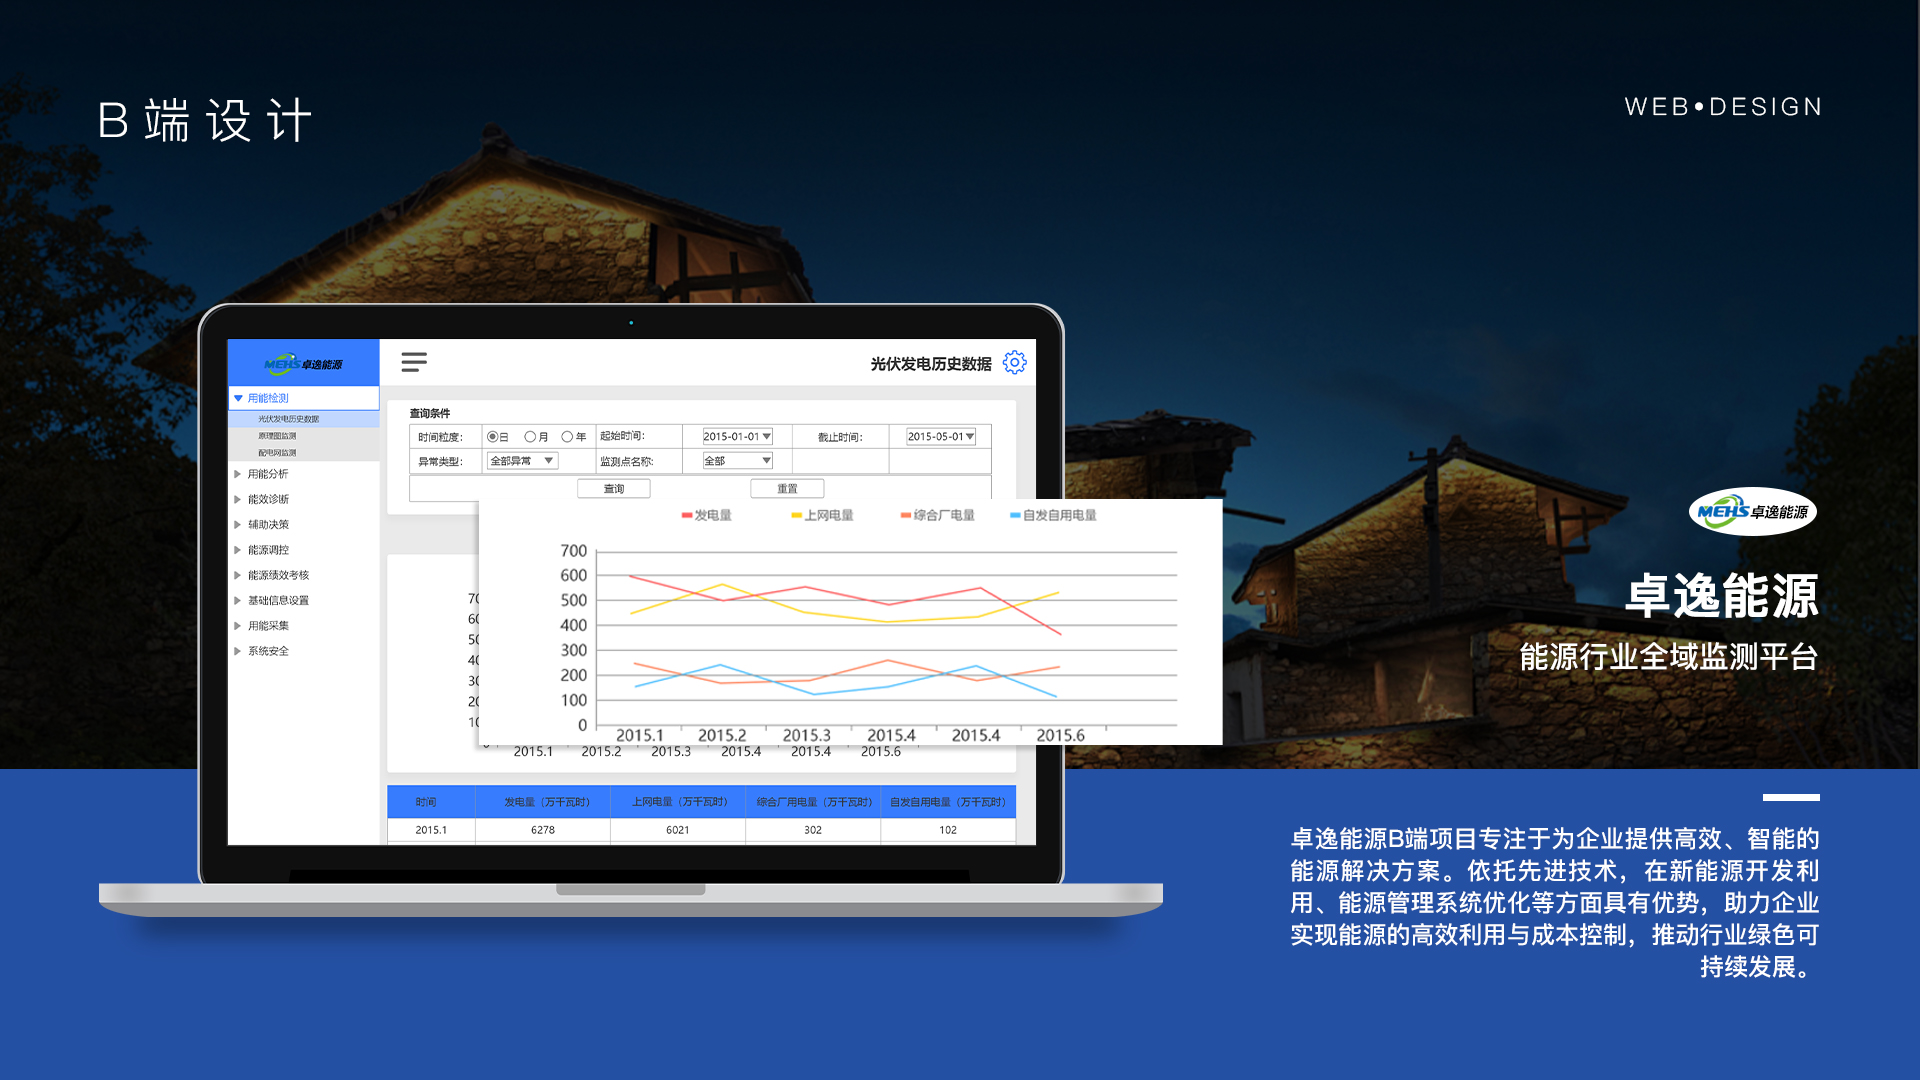 B端设计
WEB•DESIGN
MEHS卓逸能源
光伏发电历史数据
用能检测
光伏发电历史数据
原理图监测
配电网监测
用能分析
能效诊断
辅助决策
能源调控
能源绩效考核
基础信息设置
用能采集
系统安全
查询条件
时间粒度: 日 月 年 起始时间: 2015-01-01 截止时间: 2015-05-01
异常类型: 全部异常 监测点名称: 全部
查询 重置
发电量 上网电量 综合厂电量 自发自用电量
700
600
500
400
300
200
100
0
2015.1 2015.2 2015.3 2015.4 2015.4 2015.6
2015.1 2015.2 2015.3 2015.4 2015.4 2015.6
时间 发电量（万千瓦时） 上网电量（万千瓦时） 综合厂用电量（万千瓦时） 自发自用电量（万千瓦时）
2015.1 6278 6021 302 102
MEHS卓逸能源
卓逸能源
能源行业全域监测平台
卓逸能源B端项目专注于为企业提供高效、智能的
能源解决方案。依托先进技术，在新能源开发利
用、能源管理系统优化等方面具有优势，助力企业
实现能源的高效利用与成本控制，推动行业绿色可
持续发展。